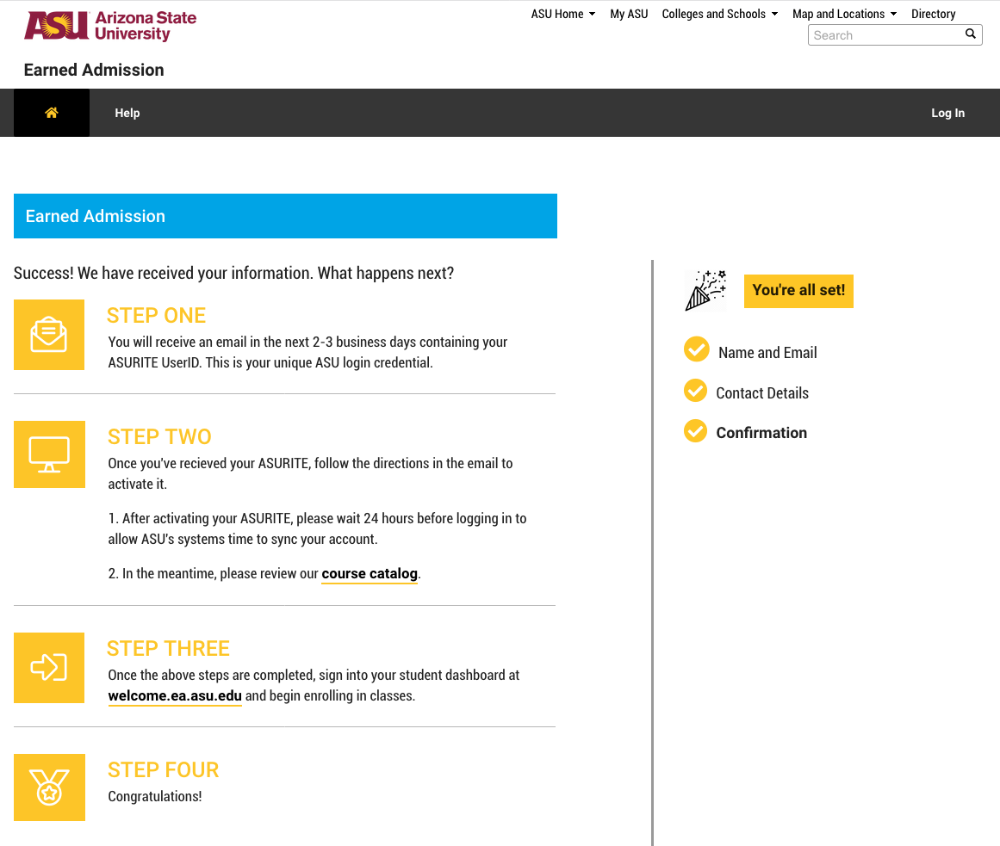 ASU Arizona State University
ASU Home My ASU Colleges and Schools Map and Locations Directory
Search
Earned Admission
Help Log In
Earned Admission
Success! We have received your information. What happens next?
STEP ONE
You will receive an email in the next 2-3 business days containing your
ASURITE UserID. This is your unique ASU login credential.
STEP TWO
Once you've recieved your ASURITE, follow the directions in the email to
activate it.
1. After activating your ASURITE, please wait 24 hours before logging in to
allow ASU's systems time to sync your account.
2. In the meantime, please review our course catalog.
STEP THREE
Once the above steps are completed, sign into your student dashboard at
welcome.ea.asu.edu and begin enrolling in classes.
STEP FOUR
Congratulations!
You're all set!
Name and Email
Contact Details
Confirmation